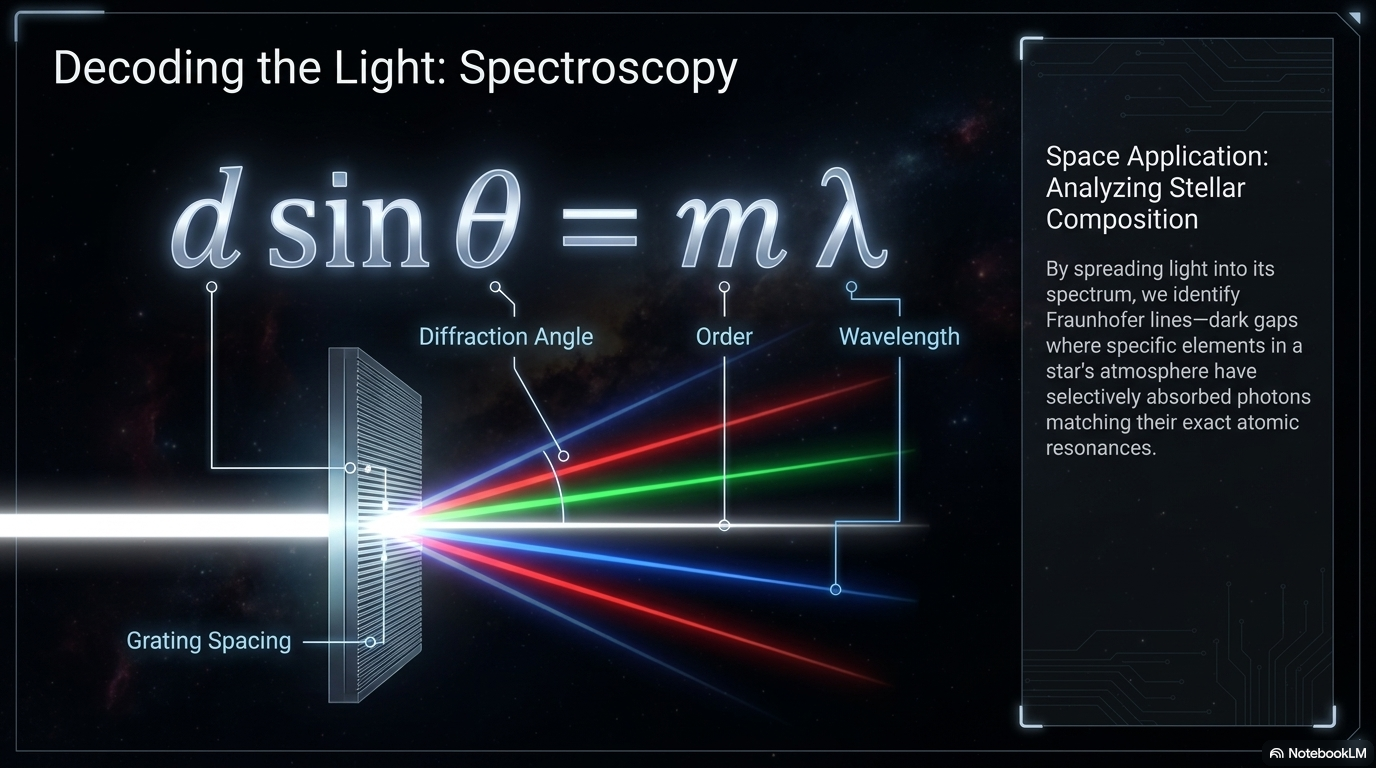 Decoding the Light: Spectroscopy
d sin θ = m λ
Diffraction Angle
Order
Wavelength
Grating Spacing
Space Application:
Analyzing Stellar
Composition
By spreading light into its
spectrum, we identify
Fraunhofer lines—dark gaps
where specific elements in a
star's atmosphere have
selectively absorbed photons
matching their exact atomic
resonances.
NotebookLM